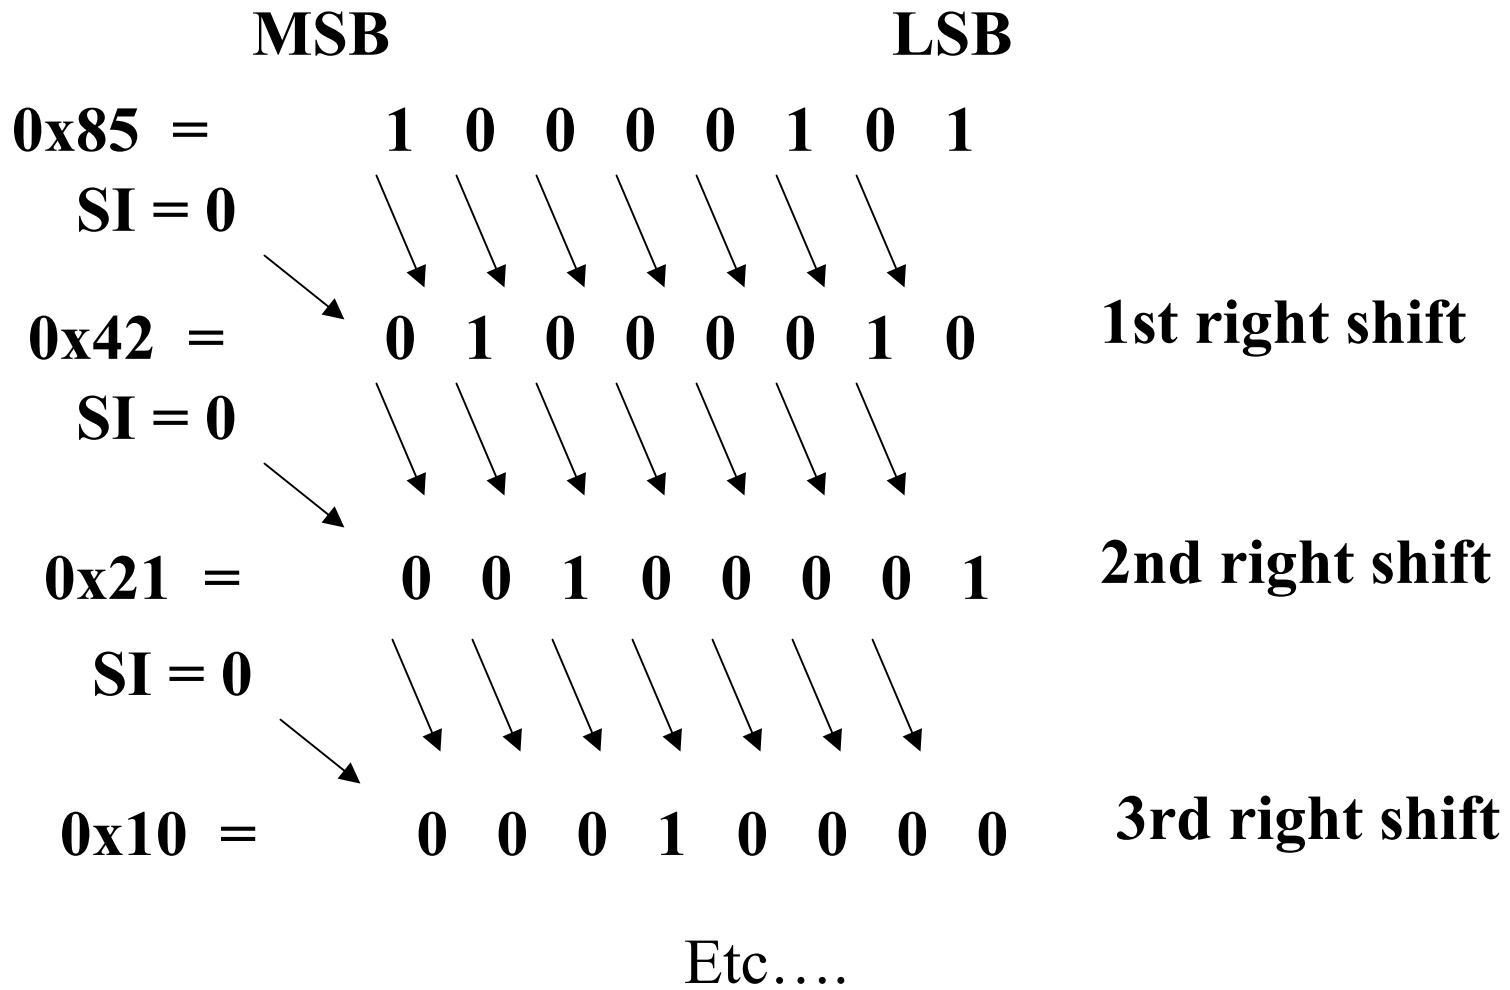 MSB LSB
0x85 = 1 0 0 0 0 1 0 1
SI = 0
0x42 = 0 1 0 0 0 0 1 0 1st right shift
SI = 0
0x21 = 0 0 1 0 0 0 0 1 2nd right shift
SI = 0
0x10 = 0 0 0 1 0 0 0 0 3rd right shift
Etc….